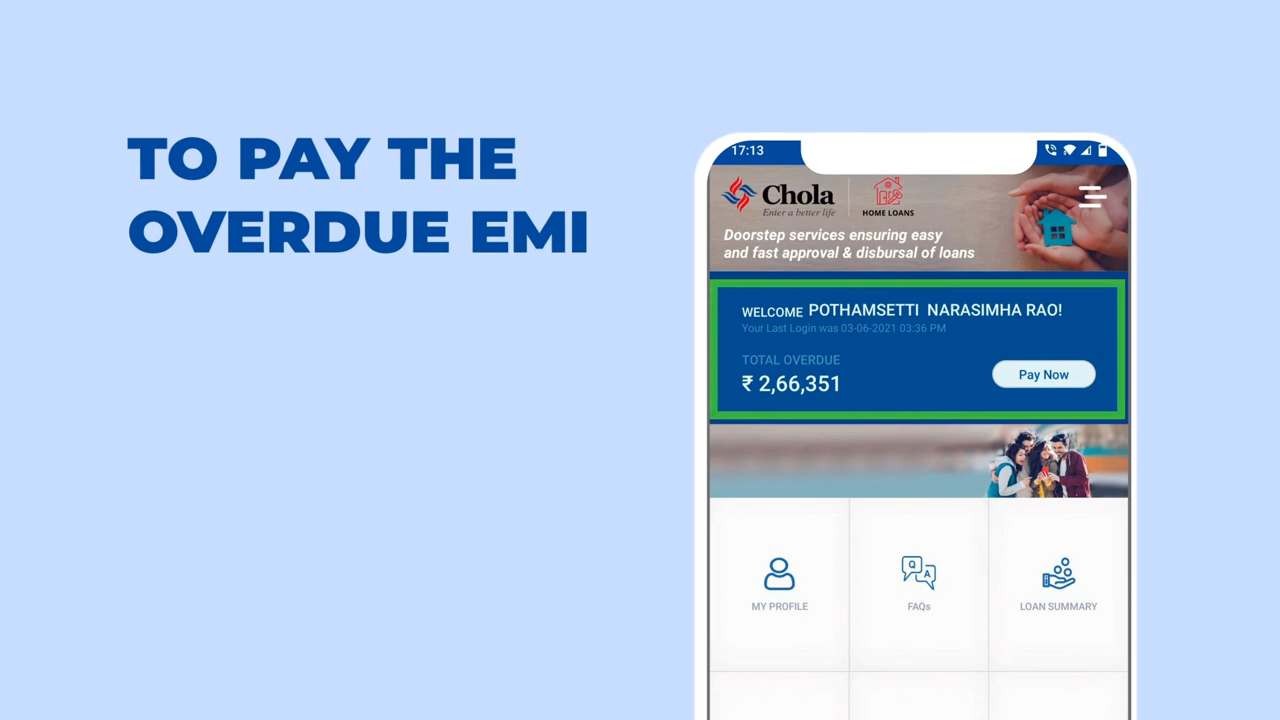 TO PAY THE
OVERDUE EMI
17:13
Chola
Enter a better life
HOME LOANS
Doorstep services ensuring easy
and fast approval & disbursal of loans
WELCOME POTHAMSETTI NARASIMHA RAO!
Your Last Login was 03-06-2021 03:36 PM
TOTAL OVERDUE
₹ 2,66,351
Pay Now
Q
A
MY PROFILE
FAQs
LOAN SUMMARY